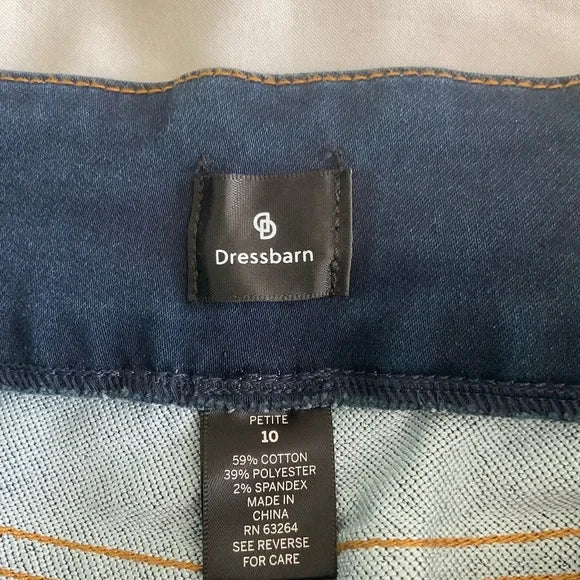 Dressbarn
PETITE
10
59% COTTON
39% POLYESTER
2% SPANDEX
MADE IN
CHINA
RN 63264
SEE REVERSE
FOR CARE